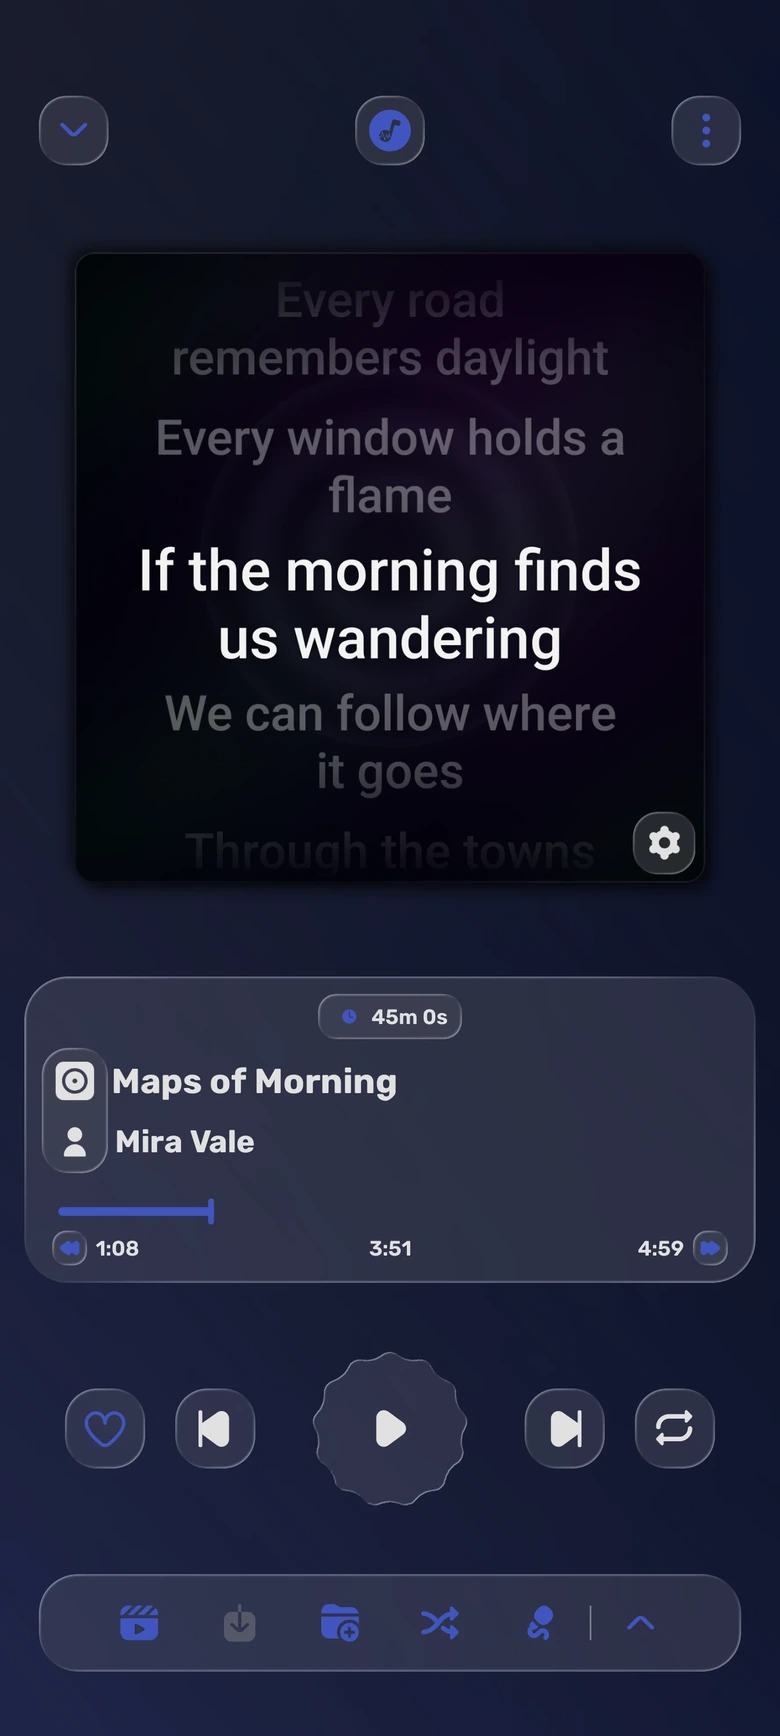 Every road
remembers daylight
Every window holds a
flame
If the morning finds
us wandering
We can follow where
it goes
Through the towns
45m 0s
Maps of Morning
Mira Vale
1:08
3:51
4:59